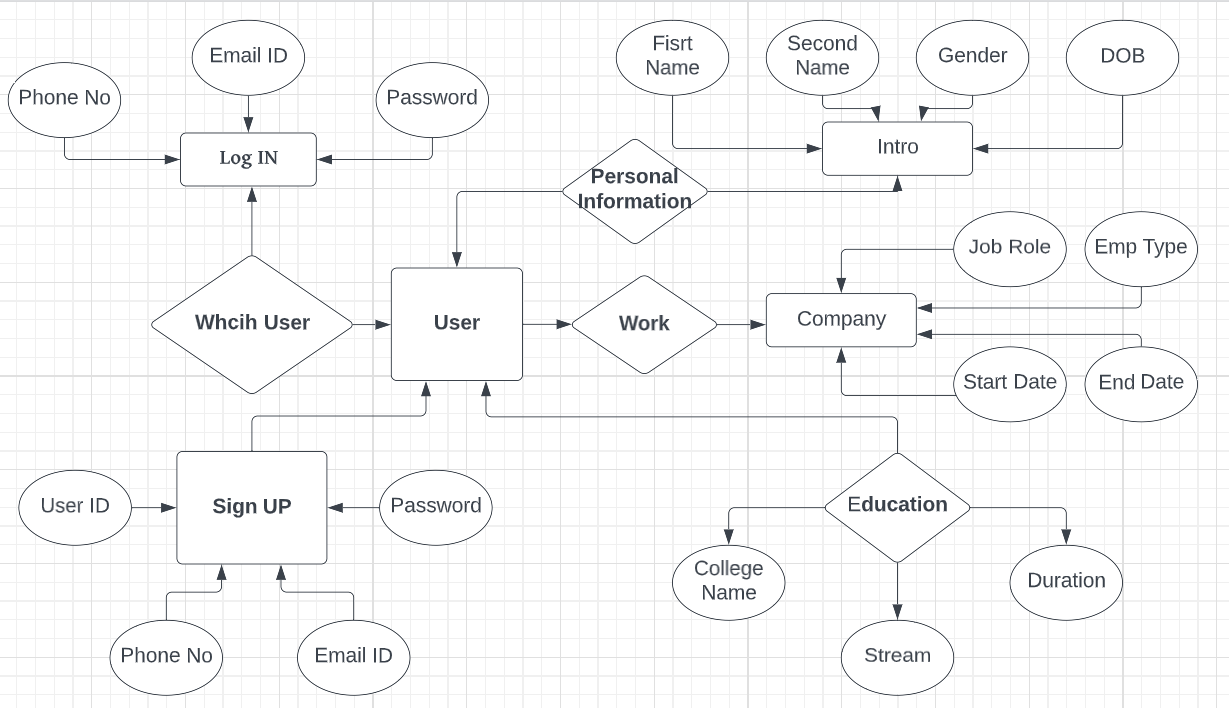 Email ID
Phone No
Password
Log IN
Fisrt
Name
Second
Name
Gender
DOB
Intro
Personal
Information
Job Role
Emp Type
Whcih User
User
Work
Company
Start Date
End Date
User ID
Sign UP
Password
Phone No
Email ID
Education
College
Name
Duration
Stream